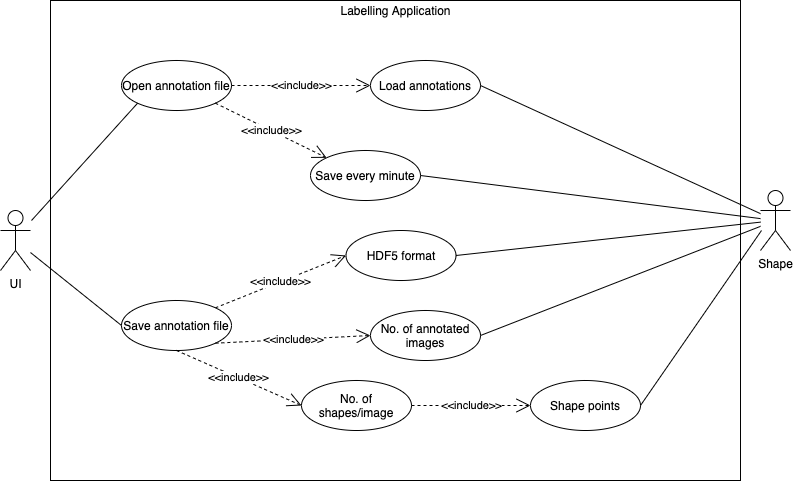 Labelling Application
Open annotation file
<<include>>
Load annotations
<<include>>
Save every minute
UI
Shape
HDF5 format
<<include>>
Save annotation file
<<include>>
No. of annotated
images
<<include>>
No. of
shapes/image
<<include>>
Shape points